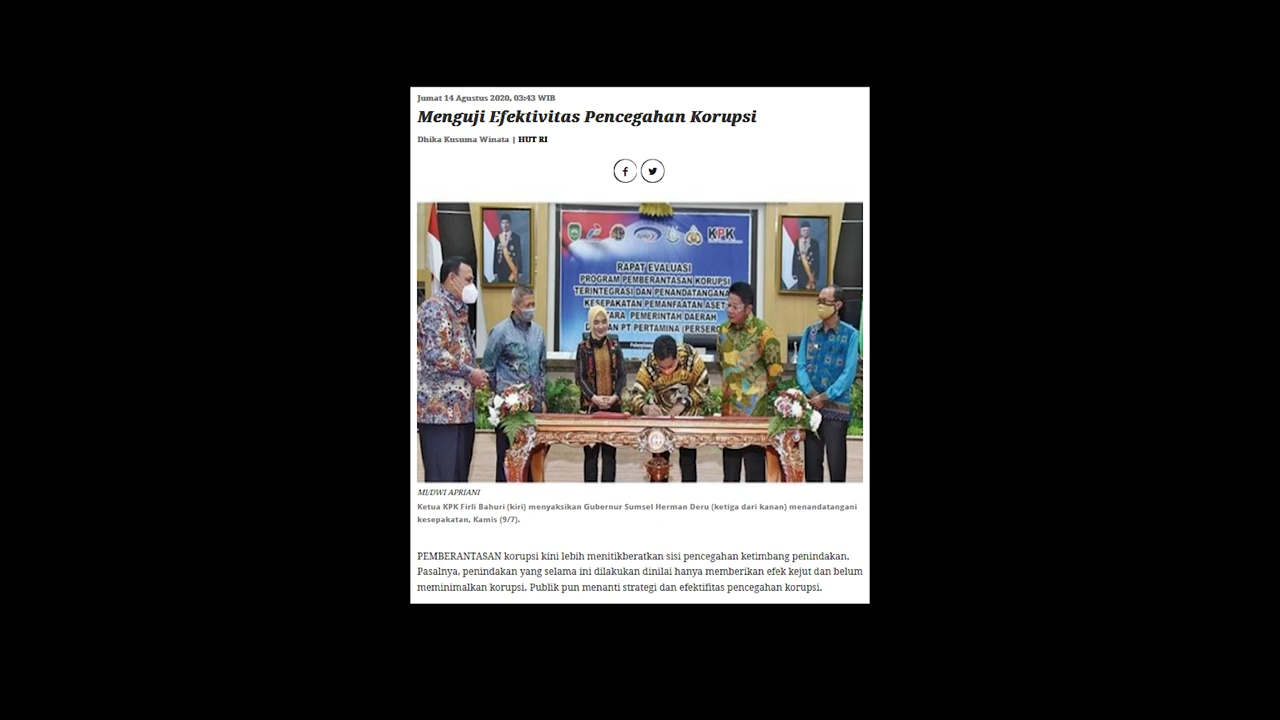 Jumat 14 Agustus 2020, 03:43 WIB
Menguji Efektivitas Pencegahan Korupsi
Dhika Kusuma Winata | HUT RI
KPK
RAPAT EVALUASI
PROGRAM PEMBERANTASAN KORUPSI
TERINTEGRASI DAN PENANDATANGANA
KESEPAKATAN PEMANFAATAN ASET
TARA PEMERINTAH DAERAH
AN PT PERTAMINA (PERSERO
MI/DWI APRIANI
Ketua KPK Firli Bahuri (kiri) menyaksikan Gubernur Sumsel Herman Deru (ketiga dari kanan) menandatangani
kesepakatan, Kamis (9/7).
PEMBERANTASAN korupsi kini lebih menitikberatkan sisi pencegahan ketimbang penindakan.
Pasalnya, penindakan yang selama ini dilakukan dinilai hanya memberikan efek kejut dan belum
meminimalkan korupsi. Publik pun menanti strategi dan efektifitas pencegahan korupsi.